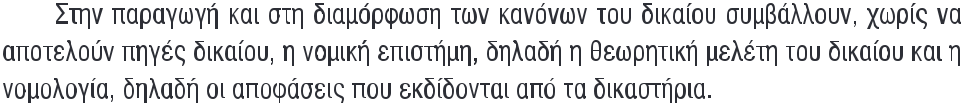 Στην παραγωγή και στη διαμόρφωση των κανόνων του δικαίου συμβάλλουν, χωρίς να
αποτελούν πηγές δικαίου, η νομική επιστήμη, δηλαδή η θεωρητική μελέτη του δικαίου και η
νομολογία, δηλαδή οι αποφάσεις που εκδίδονται από τα δικαστήρια.